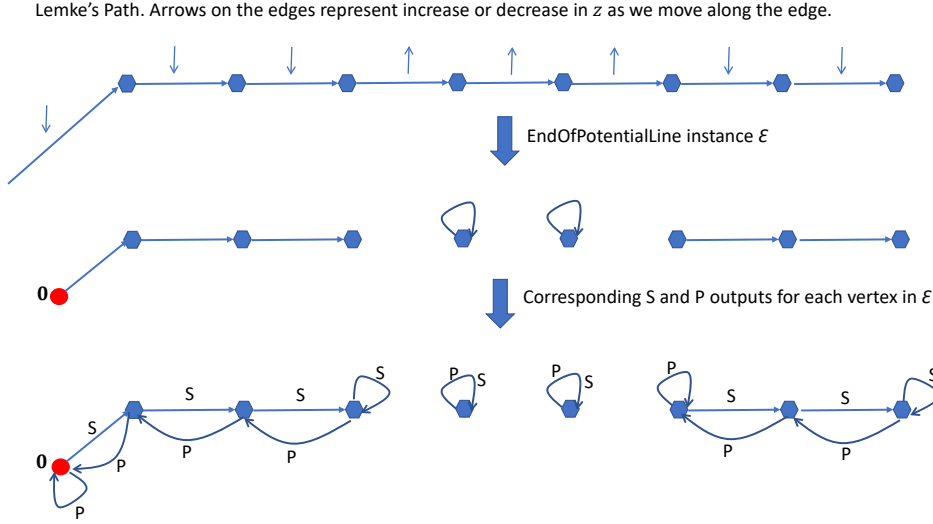 Lemke's Path. Arrows on the edges represent increase or decrease in z as we move along the edge.
EndOfPotentialLine instance ℰ
0
Corresponding S and P outputs for each vertex in ℰ
S
S
S
S
P
P
P
P
0
P
P
S
P
S
P
S
S
S
P
P